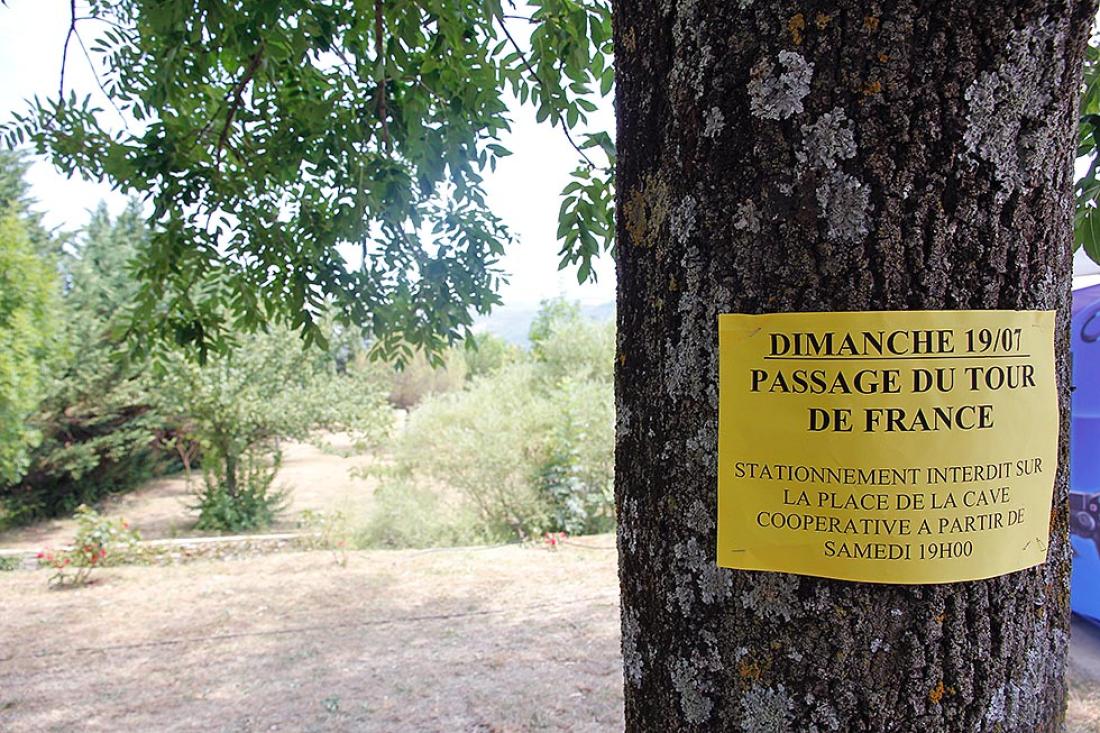 DIMANCHE 19/07
PASSAGE DU TOUR
DE FRANCE
STATIONNEMENT INTERDIT SUR
LA PLACE DE LA CAVE
COOPERATIVE A PARTIR DE
SAMEDI 19H00